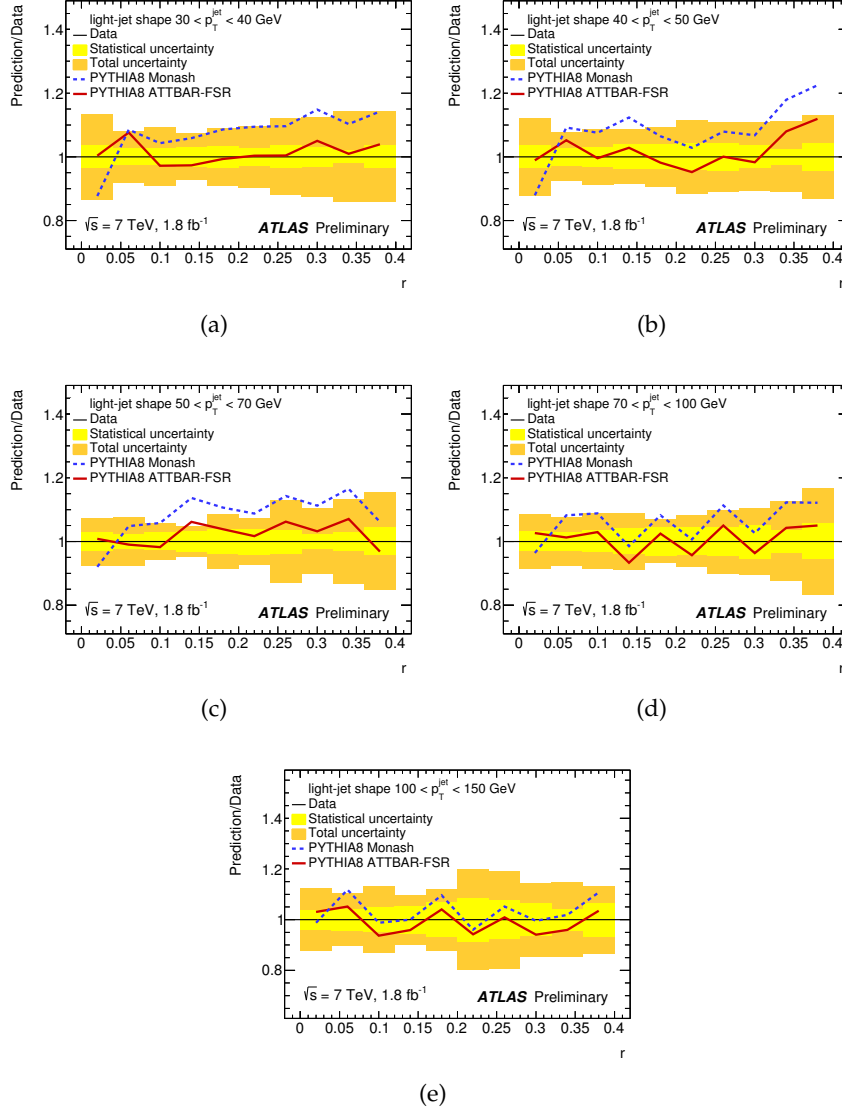 Prediction/Data
light-jet shape 30 < p_T^jet < 40 GeV
Data
Statistical uncertainty
Total uncertainty
PYTHIA8 Monash
PYTHIA8 ATTBAR-FSR
1.4
1.2
1
0.8
√s = 7 TeV, 1.8 fb⁻¹
ATLAS Preliminary
0 0.05 0.1 0.15 0.2 0.25 0.3 0.35 0.4
r
(a)
Prediction/Data
light-jet shape 40 < p_T^jet < 50 GeV
Data
Statistical uncertainty
Total uncertainty
PYTHIA8 Monash
PYTHIA8 ATTBAR-FSR
1.4
1.2
1
0.8
√s = 7 TeV, 1.8 fb⁻¹
ATLAS Preliminary
0 0.05 0.1 0.15 0.2 0.25 0.3 0.35 0.4
r
(b)
Prediction/Data
light-jet shape 50 < p_T^jet < 70 GeV
Data
Statistical uncertainty
Total uncertainty
PYTHIA8 Monash
PYTHIA8 ATTBAR-FSR
1.4
1.2
1
0.8
√s = 7 TeV, 1.8 fb⁻¹
ATLAS Preliminary
0 0.05 0.1 0.15 0.2 0.25 0.3 0.35 0.4
r
(c)
Prediction/Data
light-jet shape 70 < p_T^jet < 100 GeV
Data
Statistical uncertainty
Total uncertainty
PYTHIA8 Monash
PYTHIA8 ATTBAR-FSR
1.4
1.2
1
0.8
√s = 7 TeV, 1.8 fb⁻¹
ATLAS Preliminary
0 0.05 0.1 0.15 0.2 0.25 0.3 0.35 0.4
r
(d)
Prediction/Data
light-jet shape 100 < p_T^jet < 150 GeV
Data
Statistical uncertainty
Total uncertainty
PYTHIA8 Monash
PYTHIA8 ATTBAR-FSR
1.4
1.2
1
0.8
√s = 7 TeV, 1.8 fb⁻¹
ATLAS Preliminary
0 0.05 0.1 0.15 0.2 0.25 0.3 0.35 0.4
r
(e)